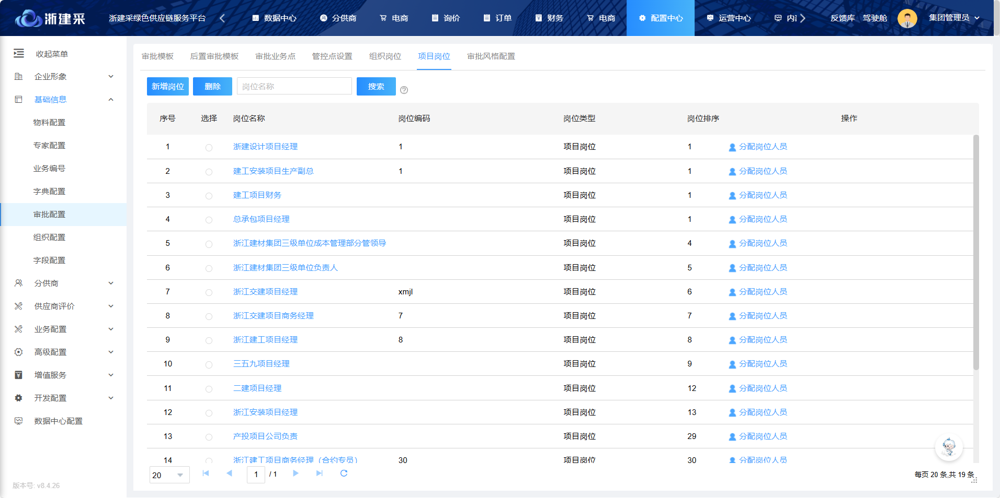 浙建采
浙建采绿色供应链服务平台
数据中心
分供商
电商
询价
订单
财务
电商
配置中心
运营中心
反馈库
驾驶舱
集团管理员
收起菜单
企业形象
基础信息
物料配置
专家配置
业务编号
字典配置
审批配置
组织配置
字段配置
分供商
供应商评价
业务配置
高级配置
增值服务
开发配置
数据中心配置
版本号: v8.4.26
审批模板 后置审批模板 审批业务点 管控点设置 组织岗位 项目岗位 审批风格配置
新增岗位 删除 岗位名称 搜索
序号 选择 岗位名称 岗位编码 岗位类型 岗位排序 操作
1 浙建设计项目经理 1 项目岗位 1 分配岗位人员
2 建工安装项目生产副总 1 项目岗位 1 分配岗位人员
3 建工项目财务 项目岗位 1 分配岗位人员
4 总承包项目经理 项目岗位 1 分配岗位人员
5 浙江建材集团三级单位成本管理部分管领导 项目岗位 4 分配岗位人员
6 浙江建材集团三级单位负责人 项目岗位 5 分配岗位人员
7 浙江交建项目经理 xmjl 项目岗位 6 分配岗位人员
8 浙江交建项目商务经理 7 项目岗位 7 分配岗位人员
9 浙江建工项目经理 8 项目岗位 8 分配岗位人员
10 三五九项目经理 项目岗位 9 分配岗位人员
11 二建项目经理 项目岗位 12 分配岗位人员
12 浙江安装项目经理 项目岗位 13 分配岗位人员
13 产投项目公司负责 项目岗位 29 分配岗位人员
14 浙江建工项目商务经理（合约专员） 30 项目岗位 30 分配岗位人员
20 1 / 1 每页 20 条,共 19 条